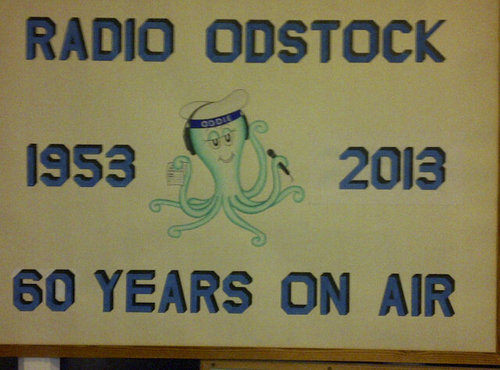 RADIO ODSTOCK
ODDIE
1953 2013
60 YEARS ON AIR